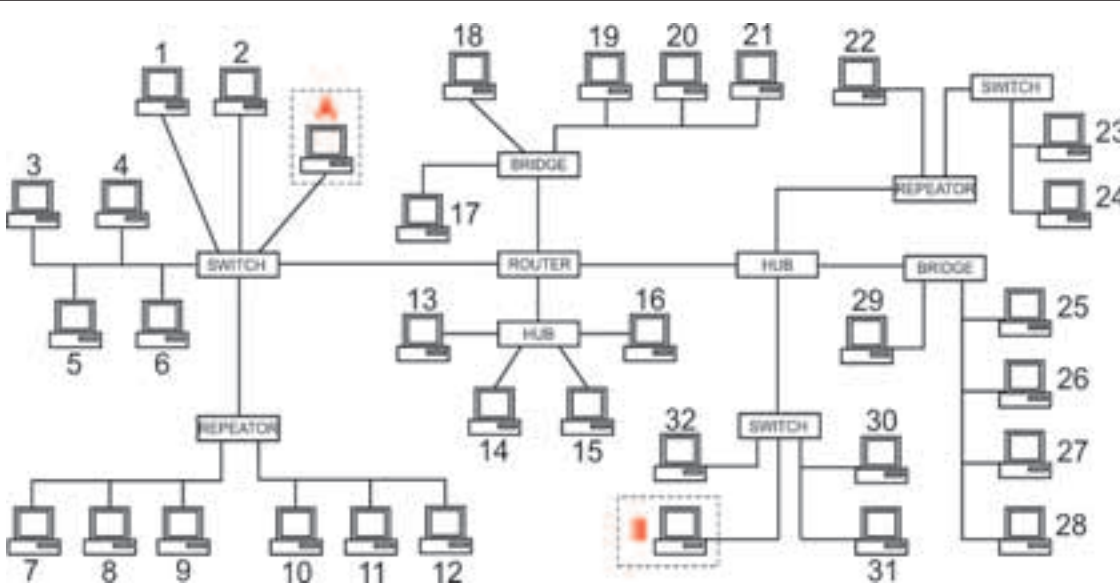 18 19 20 21 22
1 2
SWITCH
A
23
3 4
BRIDGE
REPEATOR
24
17
SWITCH ROUTER HUB BRIDGE
13 16 29 25
HUB
5 6
26
REPEATOR
14 15
32 SWITCH 30
27
28
7 8 9 10 11 12
31